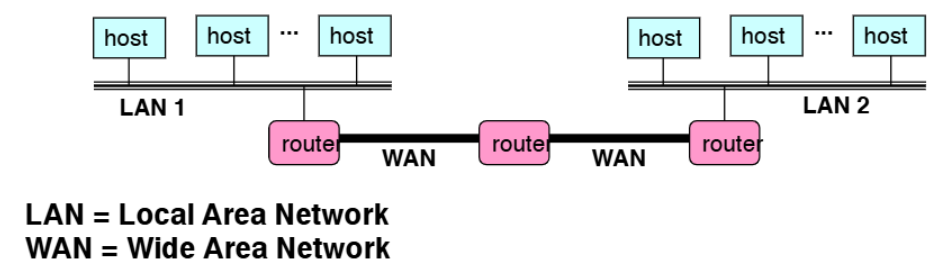 host host ... host
host host ... host
LAN 1
LAN 2
router router router
WAN WAN
LAN = Local Area Network
WAN = Wide Area Network